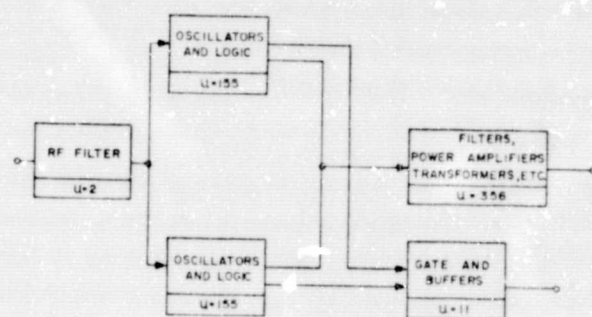 OSCILLATORS
AND LOGIC
u=155
RF FILTER
u=2
FILTERS,
POWER AMPLIFIERS
TRANSFORMERS, ETC.
u=356
OSCILLATORS
AND LOGIC
u=155
GATE AND
BUFFERS
u=11